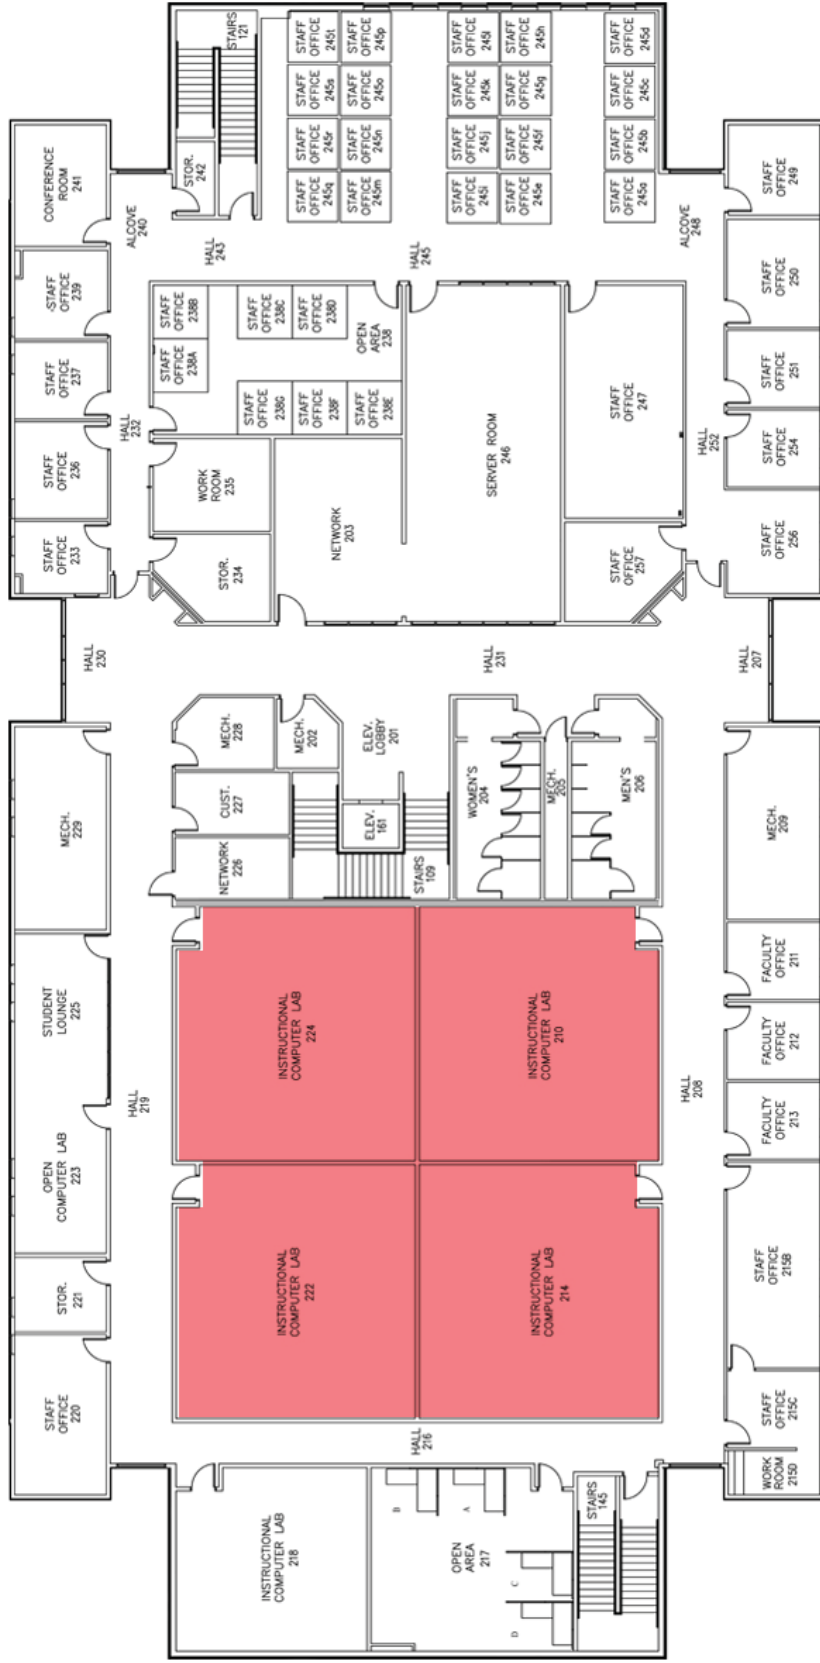 STAIRS
121
STAFF
OFFICE
245t
STAFF
OFFICE
245p
STAFF
OFFICE
245l
STAFF
OFFICE
245h
STAFF
OFFICE
245d
STAFF
OFFICE
245s
STAFF
OFFICE
245o
STAFF
OFFICE
245k
STAFF
OFFICE
245g
STAFF
OFFICE
245c
STAFF
OFFICE
245r
STAFF
OFFICE
245n
STAFF
OFFICE
245j
STAFF
OFFICE
245f
STAFF
OFFICE
245b
STAFF
OFFICE
245q
STAFF
OFFICE
245m
STAFF
OFFICE
245i
STAFF
OFFICE
245e
STAFF
OFFICE
245a
CONFERENCE
ROOM
241
STOR.
242
STAFF
OFFICE
249
ALCOVE
240
HALL
243
HALL
245
ALCOVE
248
STAFF
OFFICE
239
STAFF
OFFICE
238B
STAFF
OFFICE
238C
STAFF
OFFICE
238D
OPEN
AREA
238
STAFF
OFFICE
250
STAFF
OFFICE
237
STAFF
OFFICE
238A
STAFF
OFFICE
251
HALL
232
STAFF
OFFICE
238G
STAFF
OFFICE
238F
STAFF
OFFICE
238E
STAFF
OFFICE
247
HALL
252
STAFF
OFFICE
236
WORK
ROOM
235
SERVER ROOM
246
STAFF
OFFICE
254
STAFF
OFFICE
233
STOR.
234
NETWORK
203
STAFF
OFFICE
257
STAFF
OFFICE
256
HALL
230
HALL
231
HALL
207
MECH.
228
MECH.
202
ELEV.
LOBBY
201
MECH.
229
CUST.
227
ELEV.
161
WOMEN'S
204
MECH.
205
MEN'S
206
MECH.
209
NETWORK
226
STAIRS
109
STUDENT
LOUNGE
225
INSTRUCTIONAL
COMPUTER LAB
224
INSTRUCTIONAL
COMPUTER LAB
210
FACULTY
OFFICE
211
FACULTY
OFFICE
212
HALL
219
HALL
208
FACULTY
OFFICE
213
OPEN
COMPUTER LAB
223
STOR.
221
INSTRUCTIONAL
COMPUTER LAB
222
INSTRUCTIONAL
COMPUTER LAB
214
STAFF
OFFICE
215B
STAFF
OFFICE
220
HALL
216
STAFF
OFFICE
215C
WORK
ROOM
215D
INSTRUCTIONAL
COMPUTER LAB
218
B
A
OPEN
AREA
217
C
D
STAIRS
145